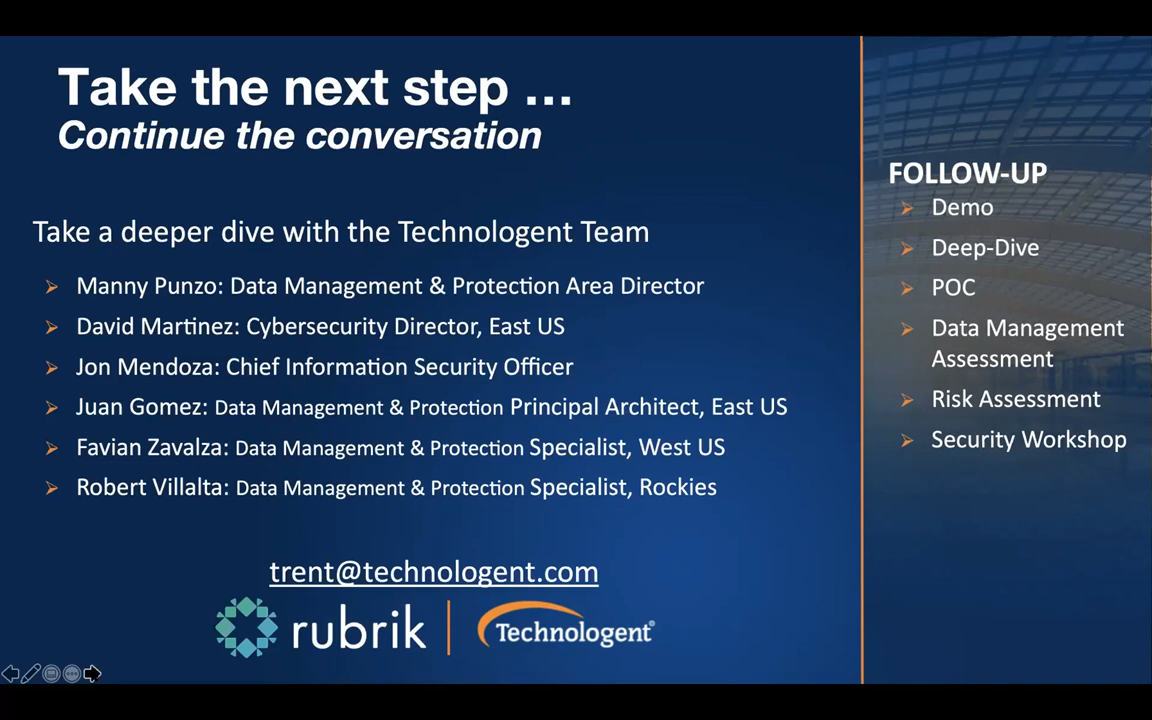 Take the next step ...
Continue the conversation
Take a deeper dive with the Technologent Team
Manny Punzo: Data Management & Protection Area Director
David Martinez: Cybersecurity Director, East US
Jon Mendoza: Chief Information Security Officer
Juan Gomez: Data Management & Protection Principal Architect, East US
Favian Zavalza: Data Management & Protection Specialist, West US
Robert Villalta: Data Management & Protection Specialist, Rockies
trent@technologent.com
rubrik
Technologent®
FOLLOW-UP
Demo
Deep-Dive
POC
Data Management
Assessment
Risk Assessment
Security Workshop